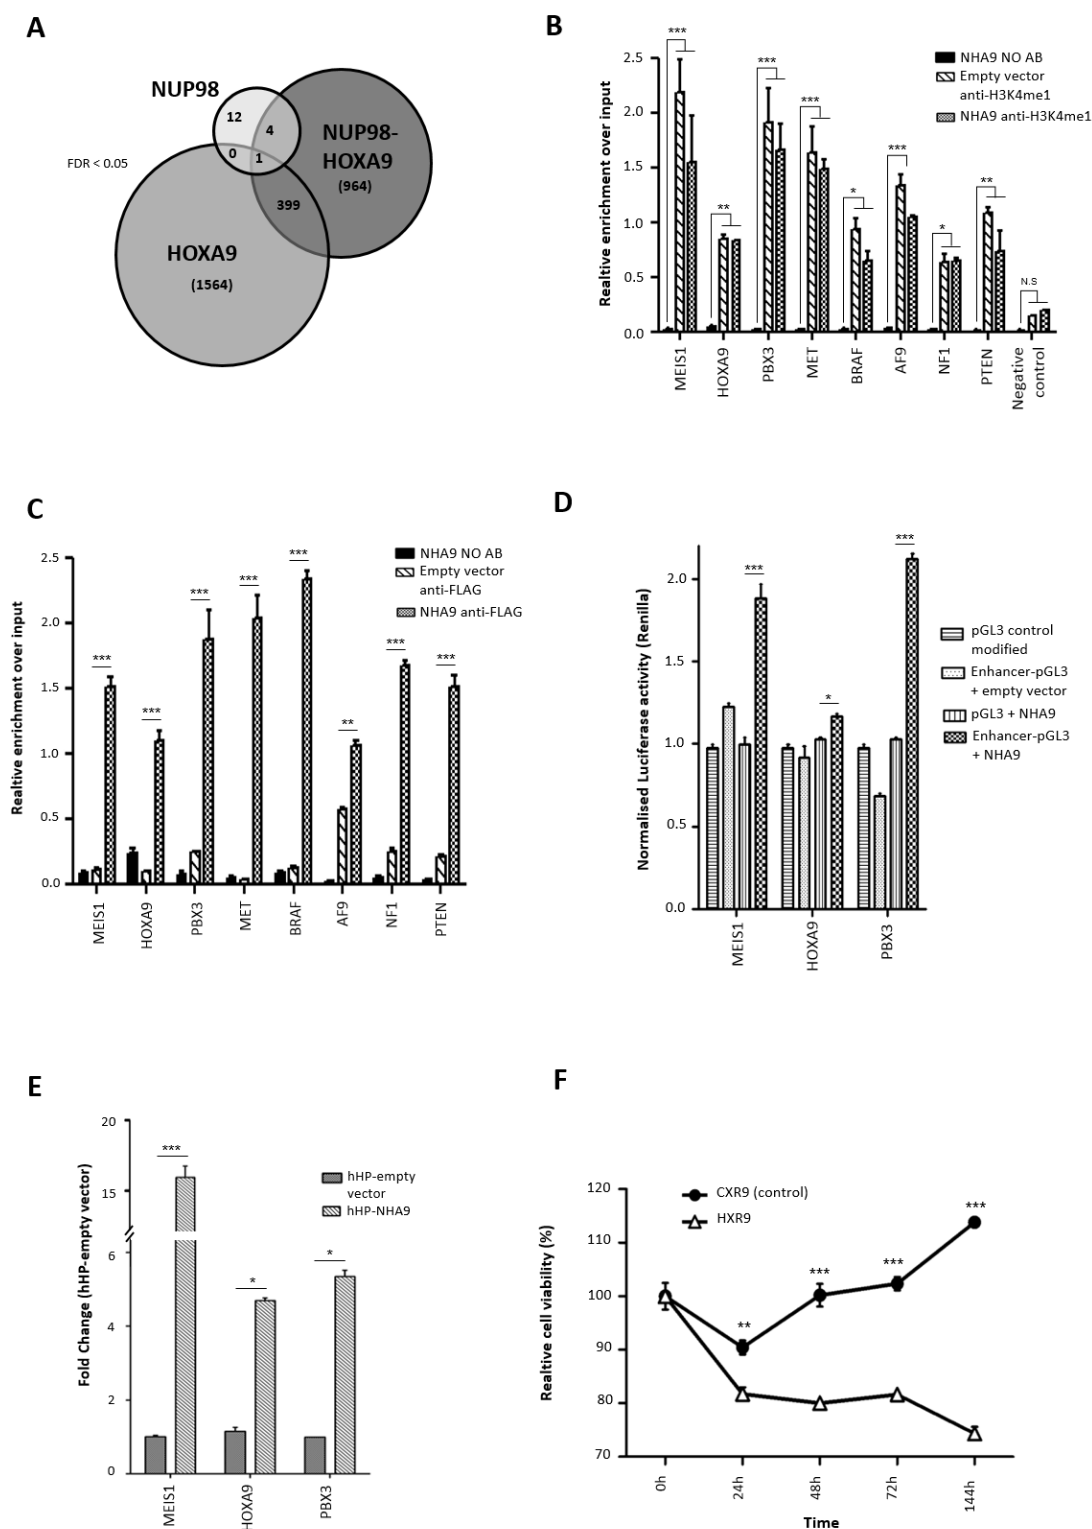 A
NUP98
12
4
0
1
NUP98-
HOXA9
(964)
FDR < 0.05
399
HOXA9
(1564)
B
Realtive enrichment over input
2.5
2.0
1.5
1.0
0.5
0.0
***
**
***
***
*
***
*
**
N.S
NHA9 NO AB
Empty vector
anti-H3K4me1
NHA9 anti-H3K4me1
MEIS1
HOXA9
PBX3
MET
BRAF
AF9
NF1
PTEN
Negative
control
C
Realtive enrichment over input
2.5
2.0
1.5
1.0
0.5
0.0
***
***
***
***
***
**
***
***
NHA9 NO AB
Empty vector
anti-FLAG
NHA9 anti-FLAG
MEIS1
HOXA9
PBX3
MET
BRAF
AF9
NF1
PTEN
D
Normalised Luciferase activity (Renilla)
2.0
1.5
1.0
0.5
0.0
***
*
***
pGL3 control
modified
Enhancer-pGL3
+ empty vector
pGL3 + NHA9
Enhancer-pGL3
+ NHA9
MEIS1
HOXA9
PBX3
E
Fold Change (hHP-empty vector)
20
15
6
4
2
0
***
*
*
hHP-empty
vector
hHP-NHA9
MEIS1
HOXA9
PBX3
F
Realtive cell viability (%)
120
110
100
90
80
70
CXR9 (control)
HXR9
**
***
***
***
0h
24h
48h
72h
144h
Time